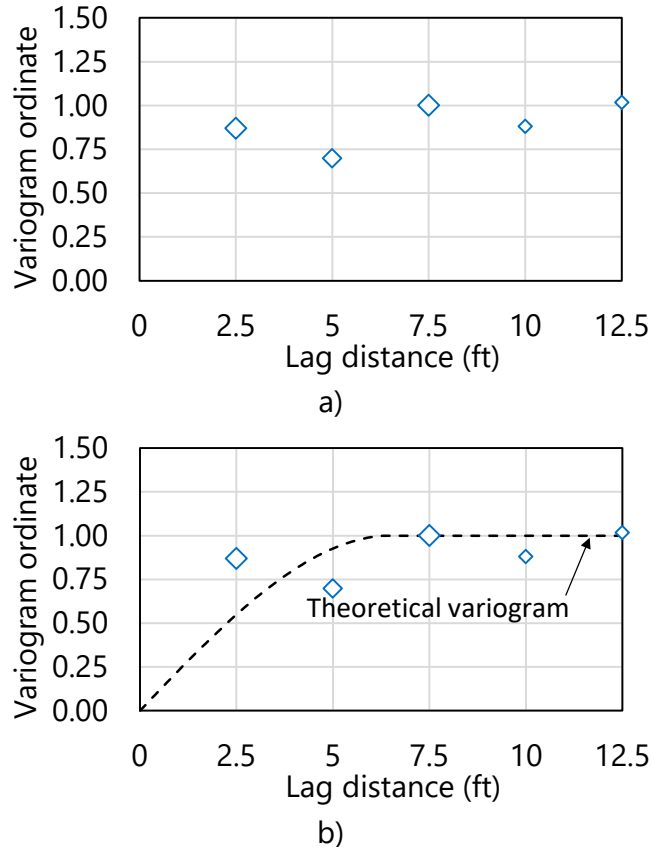 1.50
1.25
1.00
0.75
0.50
0.25
0.00
Variogram ordinate
0 2.5 5 7.5 10 12.5
Lag distance (ft)
a)
1.50
1.25
1.00
0.75
0.50
0.25
0.00
Variogram ordinate
Theoretical variogram
0 2.5 5 7.5 10 12.5
Lag distance (ft)
b)